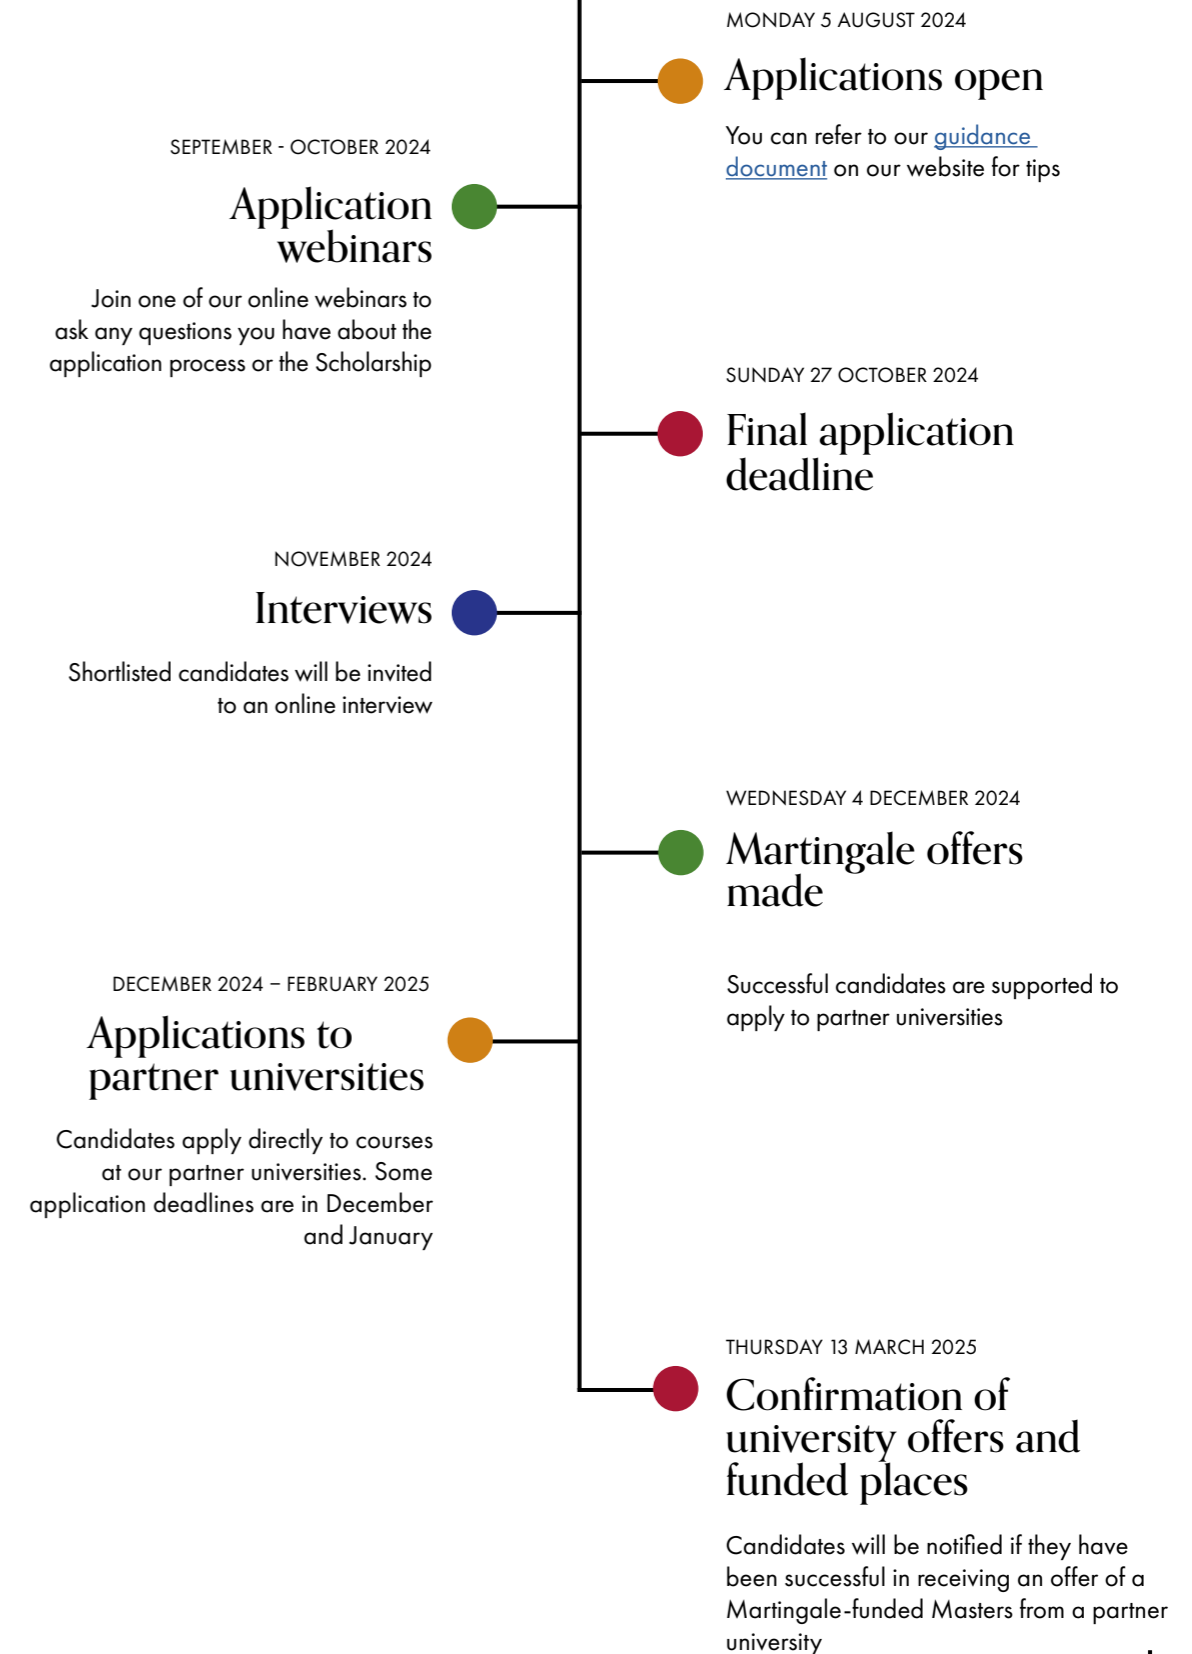 MONDAY 5 AUGUST 2024
Applications open
You can refer to our guidance
document on our website for tips
SEPTEMBER - OCTOBER 2024
Application
webinars
Join one of our online webinars to
ask any questions you have about the
application process or the Scholarship
SUNDAY 27 OCTOBER 2024
Final application
deadline
NOVEMBER 2024
Interviews
Shortlisted candidates will be invited
to an online interview
WEDNESDAY 4 DECEMBER 2024
Martingale offers
made
Successful candidates are supported to
apply to partner universities
DECEMBER 2024 – FEBRUARY 2025
Applications to
partner universities
Candidates apply directly to courses
at our partner universities. Some
application deadlines are in December
and January
THURSDAY 13 MARCH 2025
Confirmation of
university offers and
funded places
Candidates will be notified if they have
been successful in receiving an offer of a
Martingale-funded Masters from a partner
university